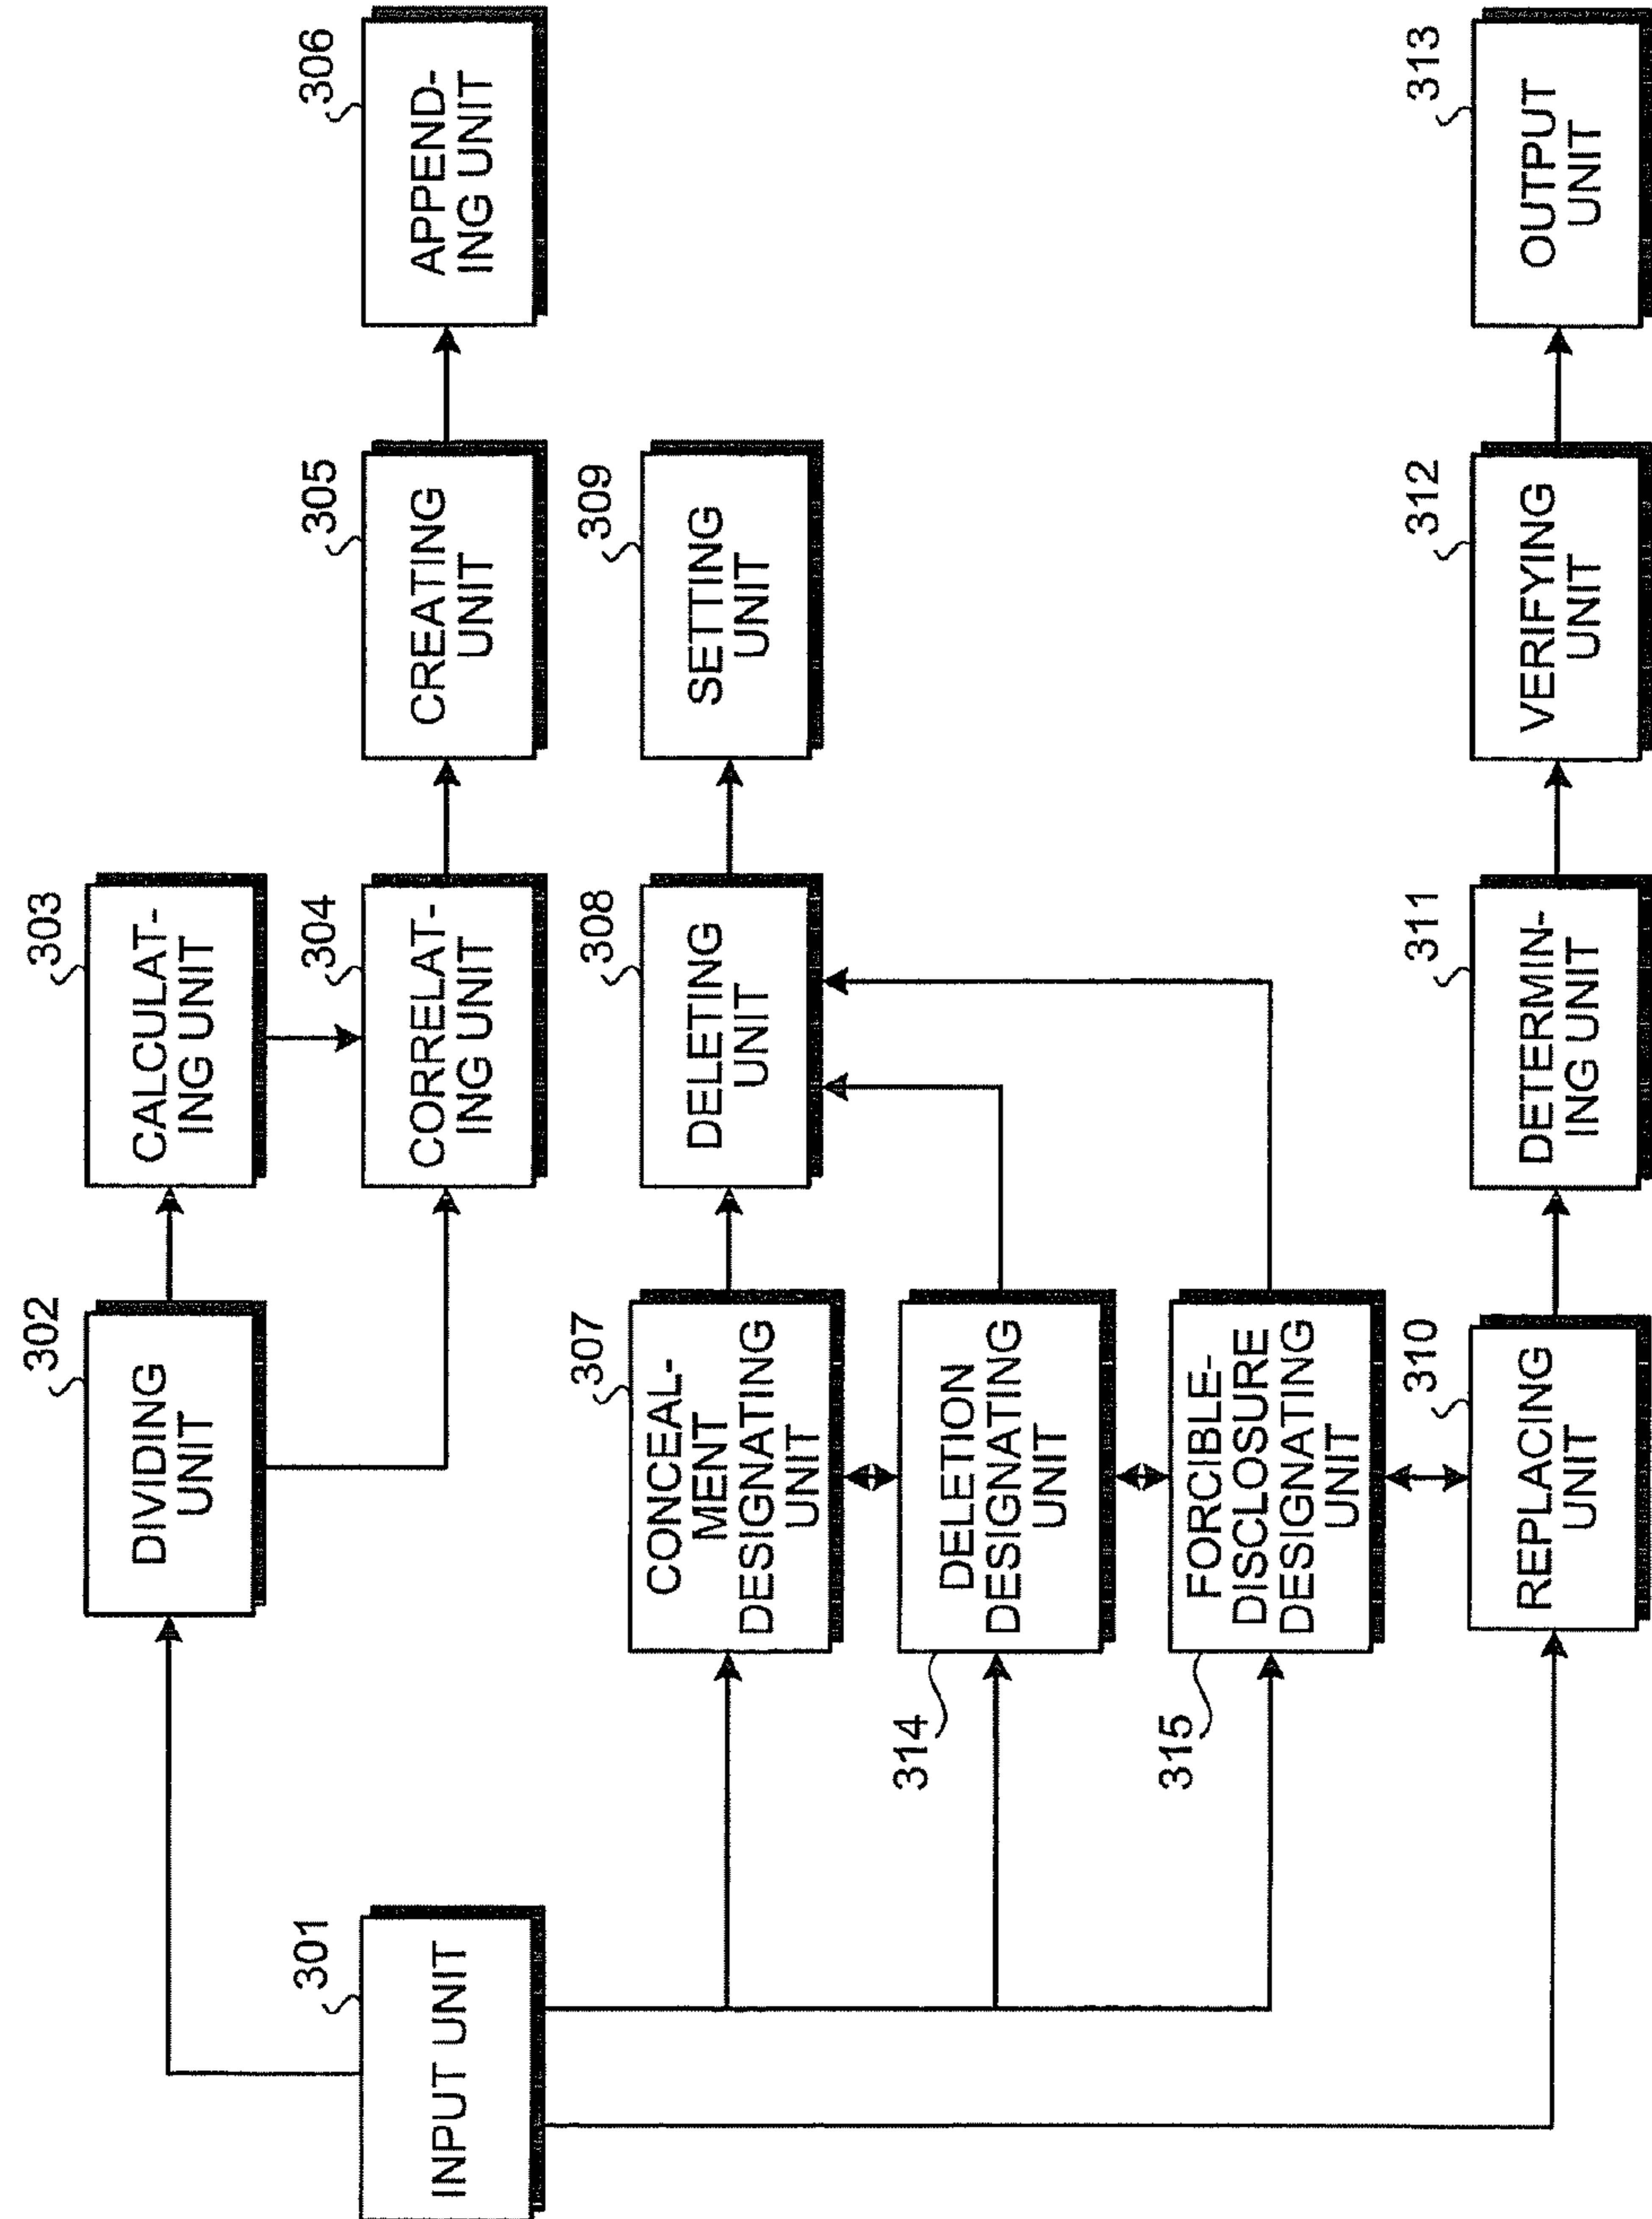 301
INPUT UNIT
302
DIVIDING
UNIT
303
CALCULAT-
ING UNIT
304
CORRELAT-
ING UNIT
305
CREATING
UNIT
306
APPEND-
ING UNIT
307
CONCEAL-
MENT
DESIGNATING
UNIT
308
DELETING
UNIT
309
SETTING
UNIT
314
DELETION
DESIGNATING
UNIT
315
FORCIBLE-
DISCLOSURE
DESIGNATING
UNIT
310
REPLACING
UNIT
311
DETERMIN-
ING UNIT
312
VERIFYING
UNIT
313
OUTPUT
UNIT